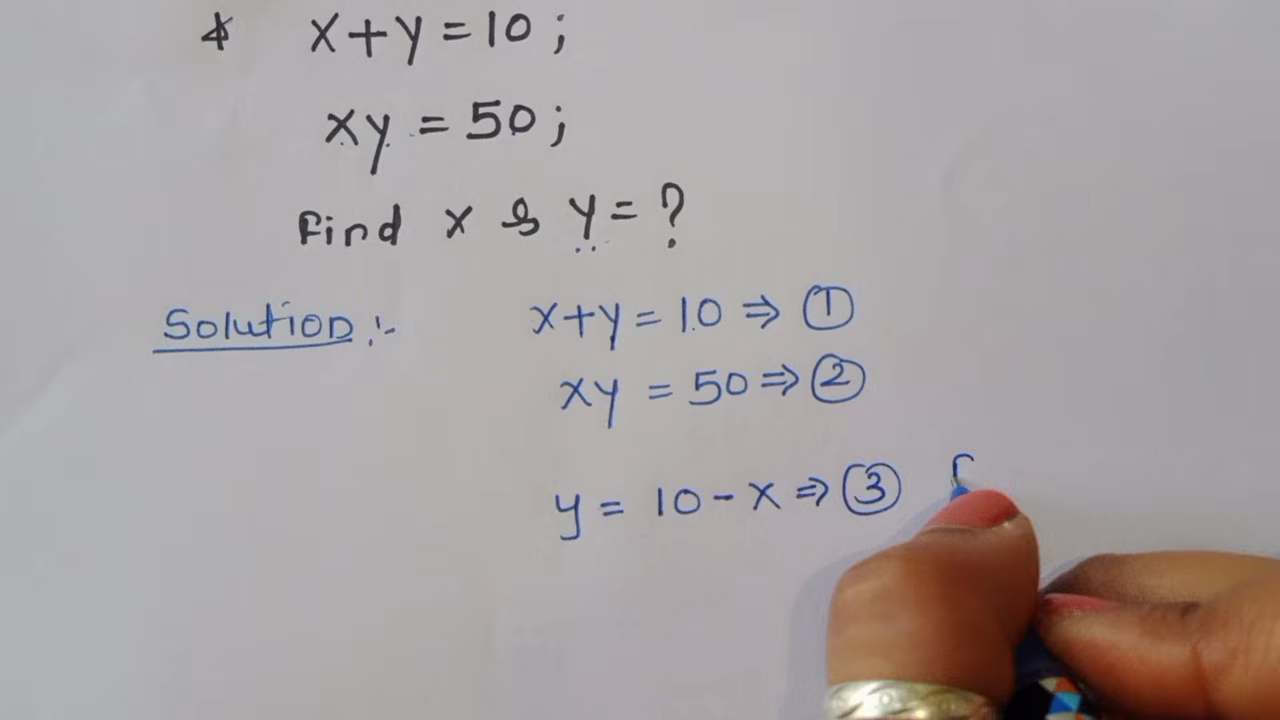 x+y=10;
xy=50;
Find x & y=?
Solution:- x+y=10⇒①
xy=50⇒②
y=10-x⇒③